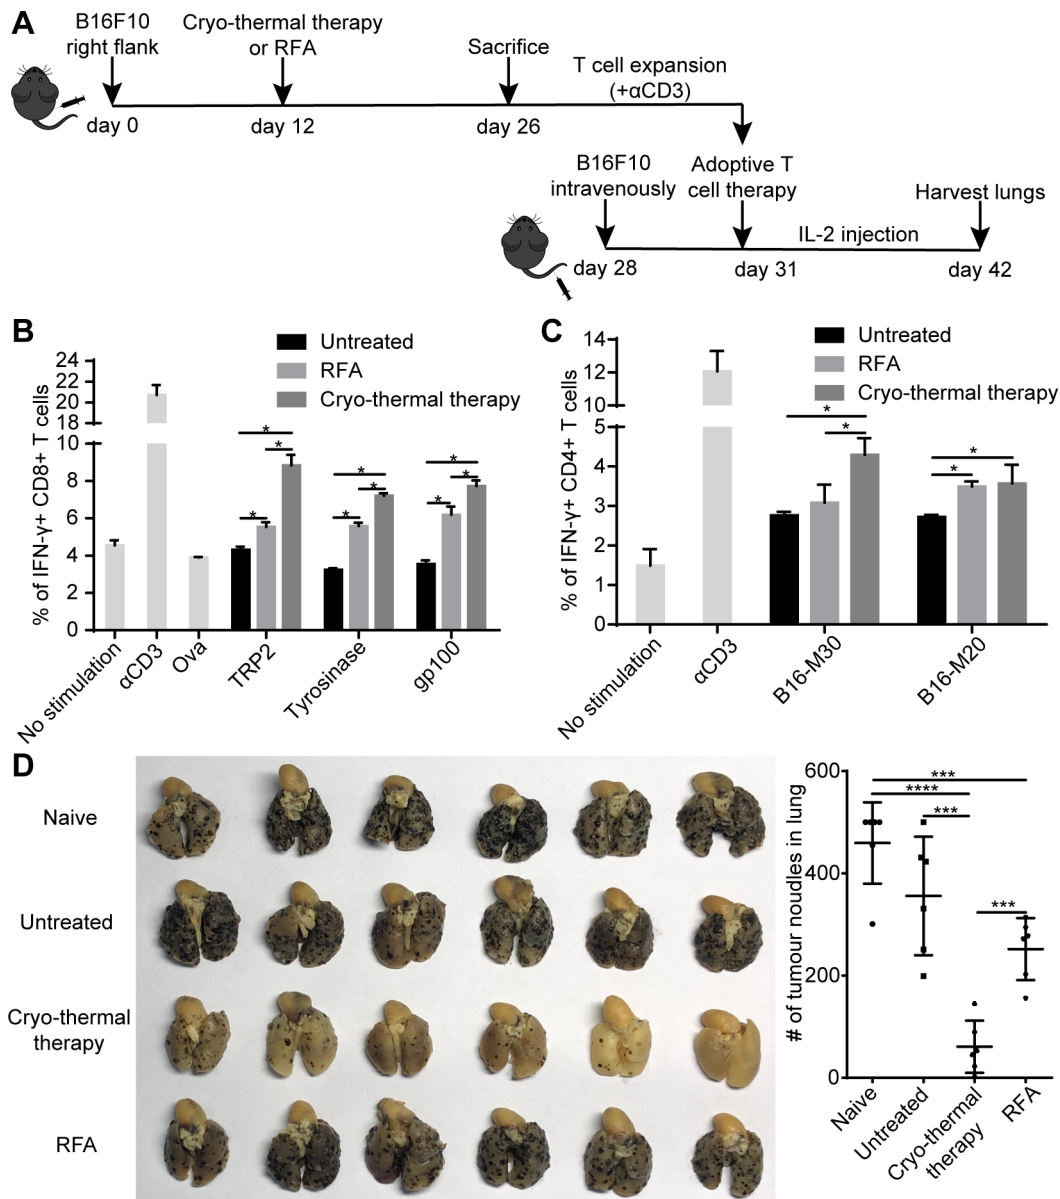 A
B16F10
right flank
Cryo-thermal therapy
or RFA
Sacrifice
T cell expansion
(+αCD3)
day 0
day 12
day 26
B16F10
intravenously
Adoptive T
cell therapy
Harvest lungs
IL-2 injection
day 28
day 31
day 42
B
Untreated
RFA
Cryo-thermal therapy
% of IFN-γ+ CD8+ T cells
24
22
20
18
10
8
6
4
2
0
*
*
*
*
*
*
*
*
*
No stimulation
αCD3
Ova
TRP2
Tyrosinase
gp100
C
Untreated
RFA
Cryo-thermal therapy
% of IFN-γ+ CD4+ T cells
14
12
10
5
4
3
2
1
0
*
*
*
*
No stimulation
αCD3
B16-M30
B16-M20
D
Naive
Untreated
Cryo-thermal
therapy
RFA
# of tumour noudles in lung
600
400
200
0
***
****
***
***
Naive
Untreated
Cryo-thermal
therapy
RFA